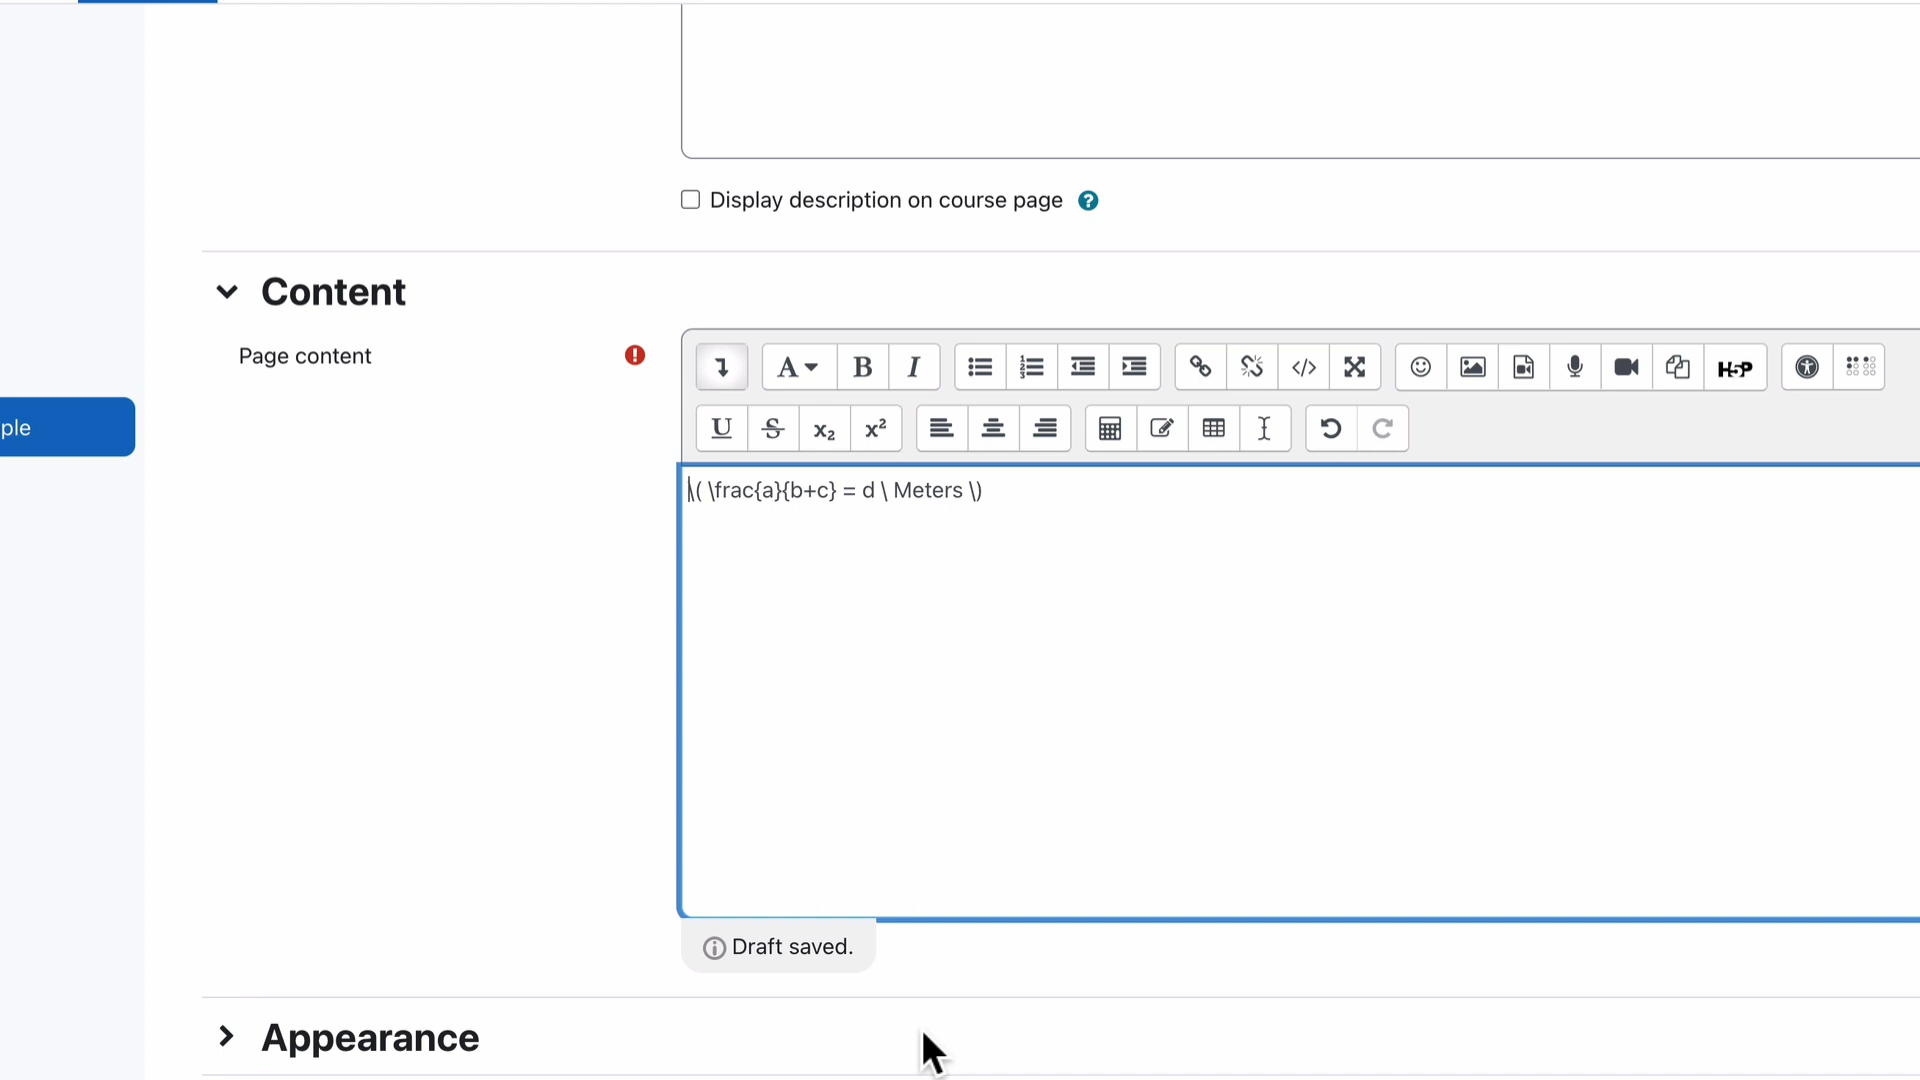 Display description on course page
Content
Page content
\( \frac{a}{b+c} = d \ Meters \)
ple
Draft saved.
Appearance